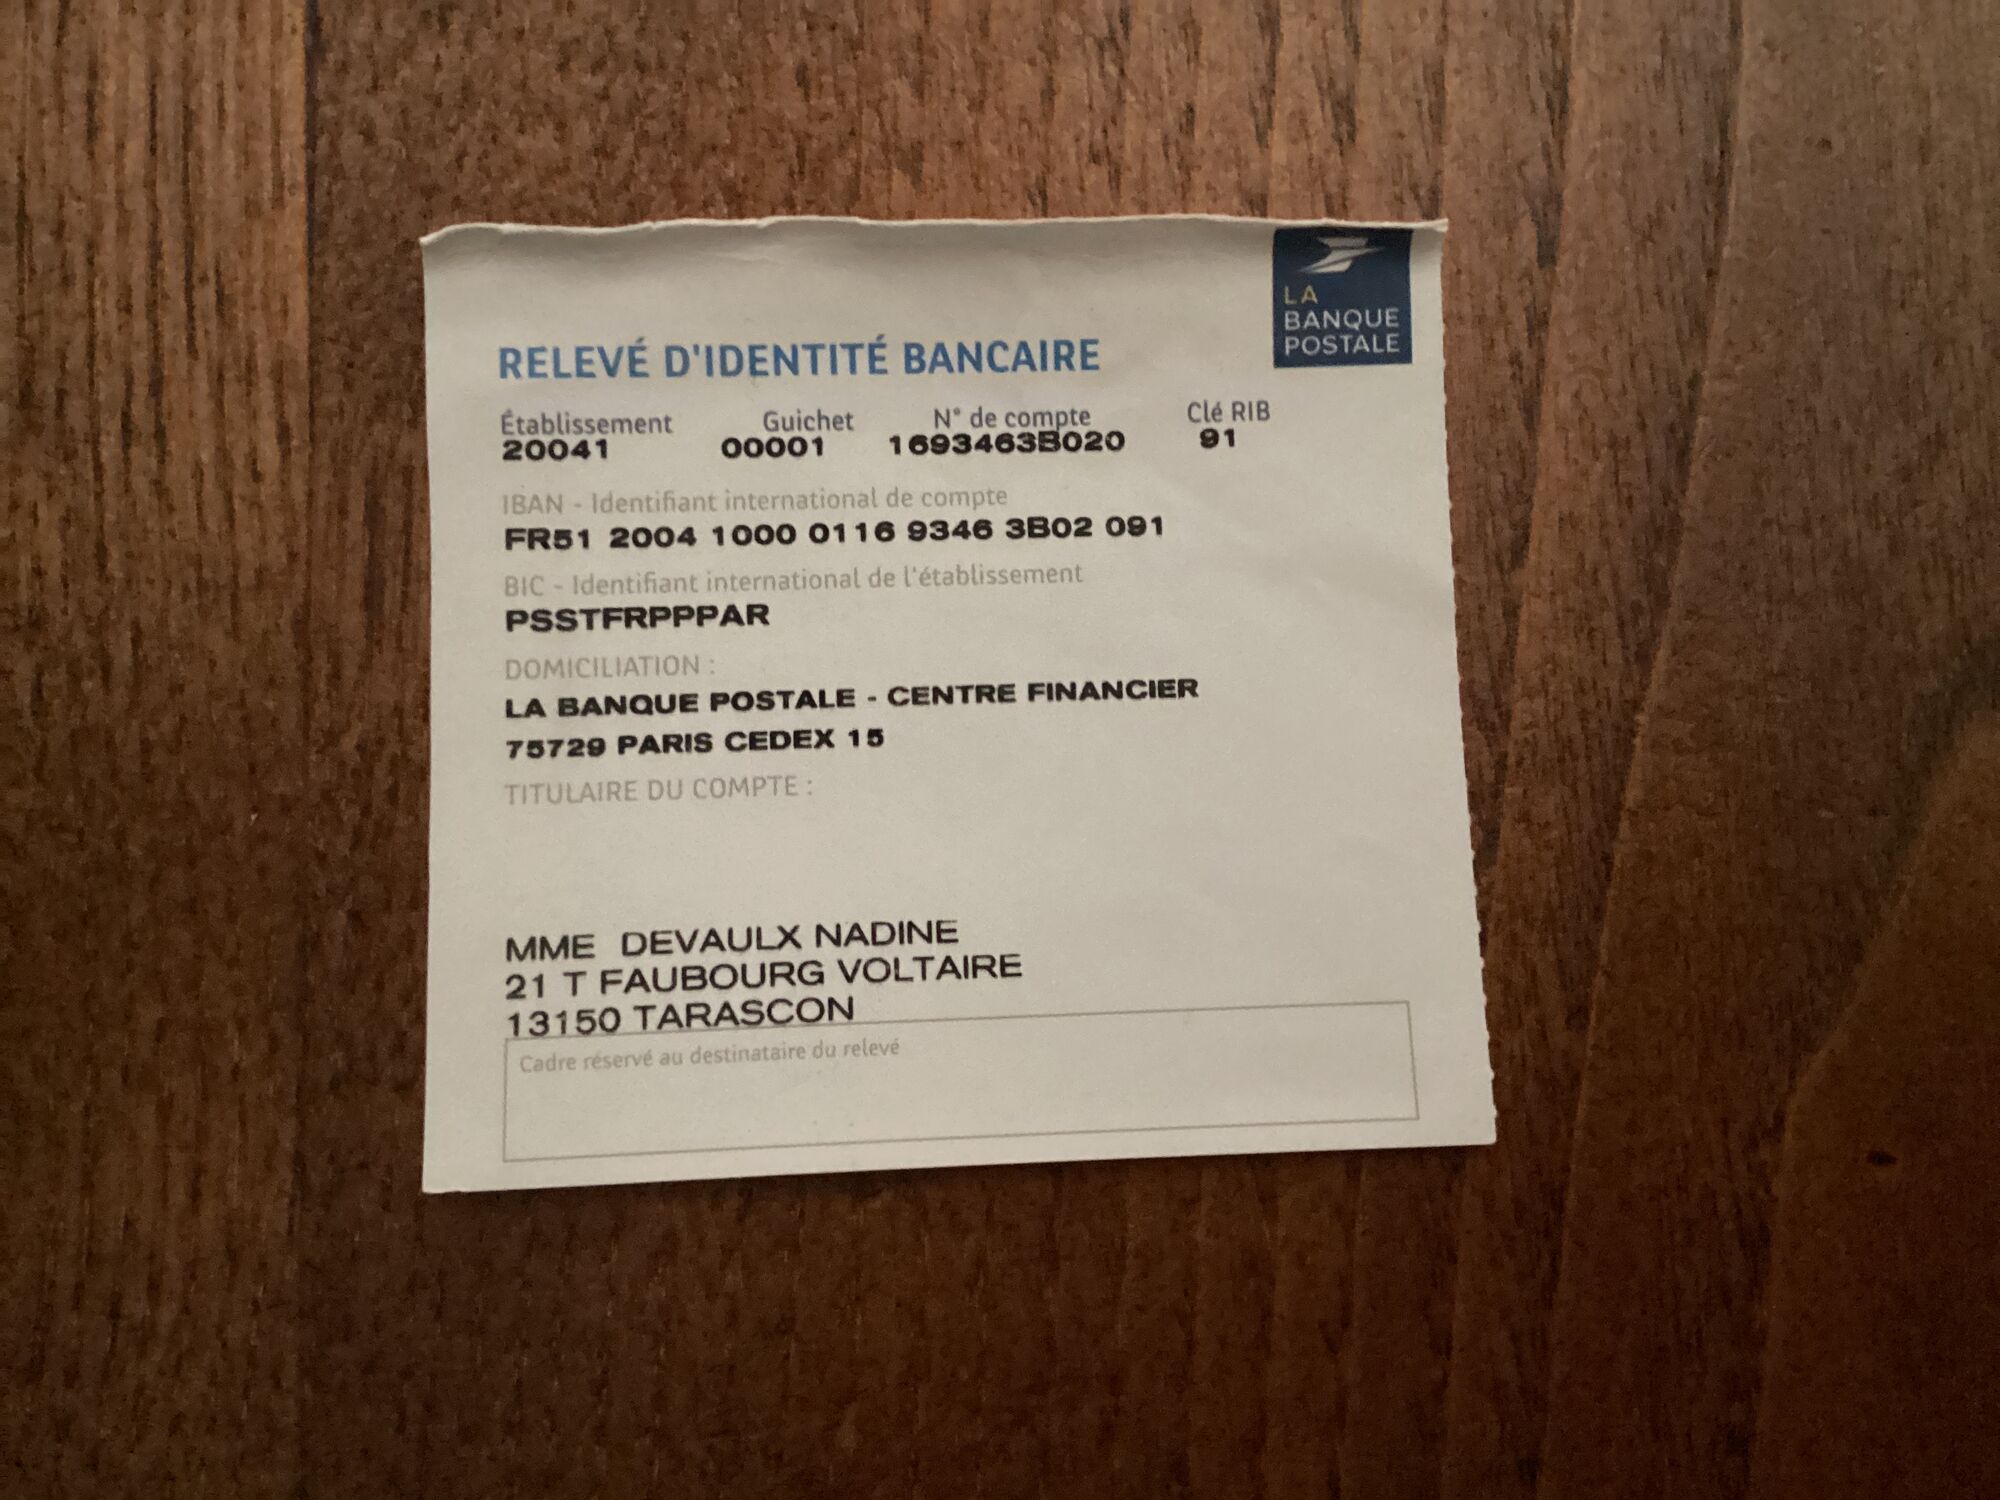 LA
BANQUE
POSTALE
RELEVÉ D'IDENTITÉ BANCAIRE
Établissement Guichet N° de compte Clé RIB
20041 00001 1693463B020 91
IBAN - Identifiant international de compte
FR51 2004 1000 0116 9346 3B02 091
BIC - Identifiant international de l'établissement
PSSTFRPPPAR
DOMICILIATION :
LA BANQUE POSTALE - CENTRE FINANCIER
75729 PARIS CEDEX 15
TITULAIRE DU COMPTE :
MME DEVAULX NADINE
21 T FAUBOURG VOLTAIRE
13150 TARASCON
Cadre réservé au destinataire du relevé